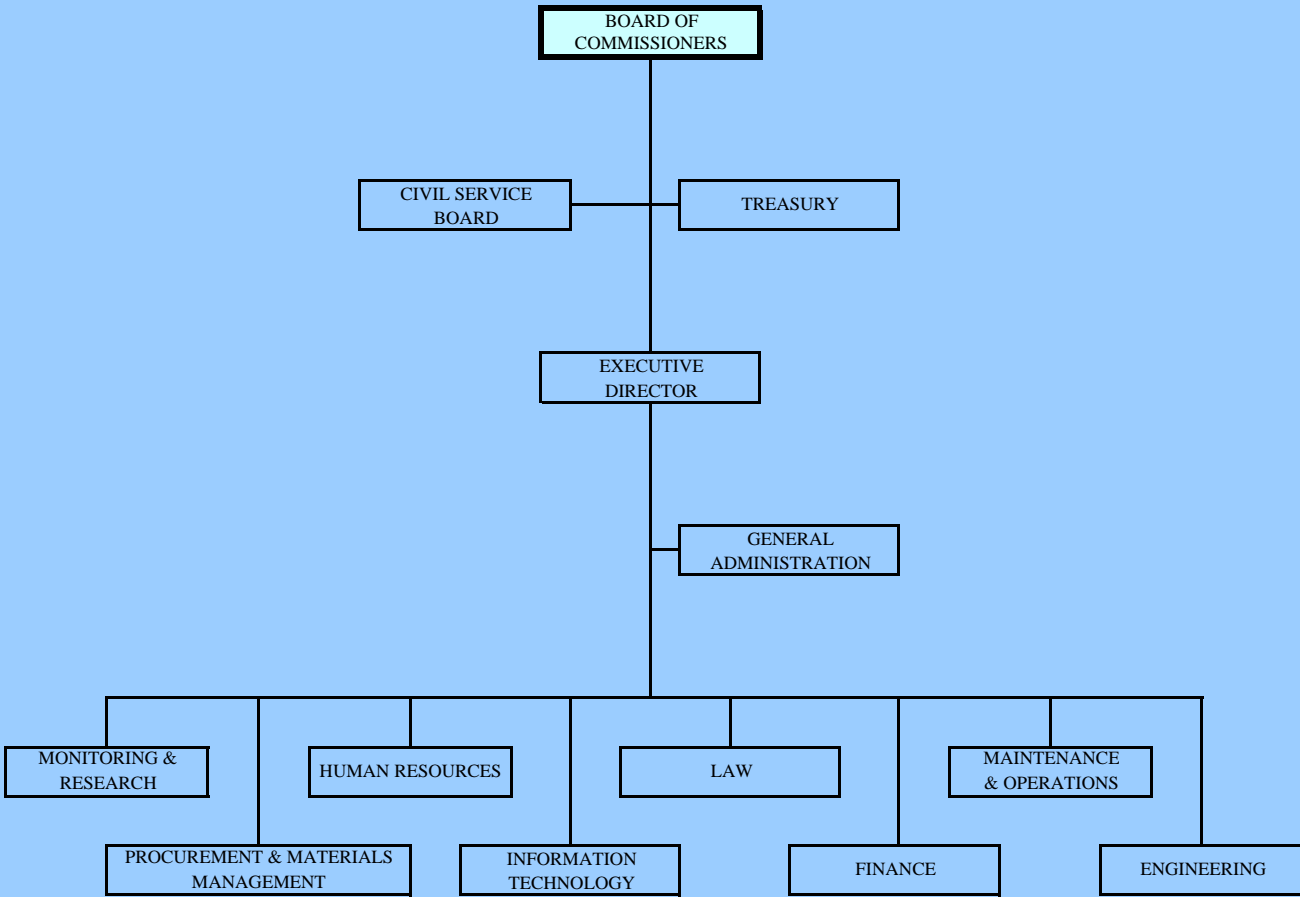 BOARD OF
COMMISSIONERS
CIVIL SERVICE
BOARD
TREASURY
EXECUTIVE
DIRECTOR
GENERAL
ADMINISTRATION
MONITORING &
RESEARCH
HUMAN RESOURCES
LAW
MAINTENANCE
& OPERATIONS
PROCUREMENT & MATERIALS
MANAGEMENT
INFORMATION
TECHNOLOGY
FINANCE
ENGINEERING